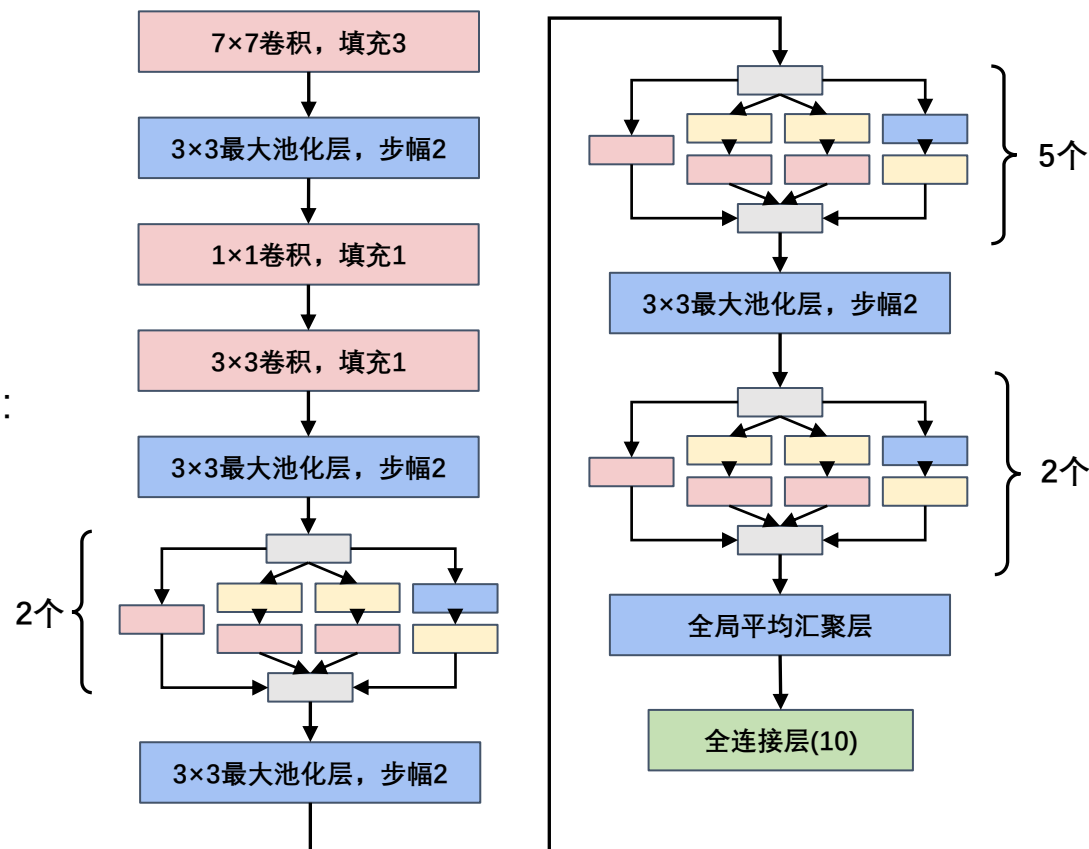 7×7卷积，填充3
3×3最大池化层，步幅2
1×1卷积，填充1
3×3卷积，填充1
:
3×3最大池化层，步幅2
2个
3×3最大池化层，步幅2
5个
3×3最大池化层，步幅2
2个
全局平均汇聚层
全连接层(10)